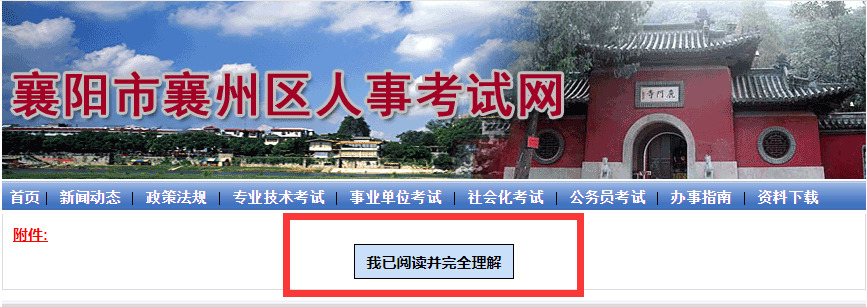 襄阳市襄州区人事考试网
鹿門寺
首页 | 新闻动态 | 政策法规 | 专业技术考试 | 事业单位考试 | 社会化考试 | 公务员考试 | 办事指南 | 资料下载
附件:
我已阅读并完全理解